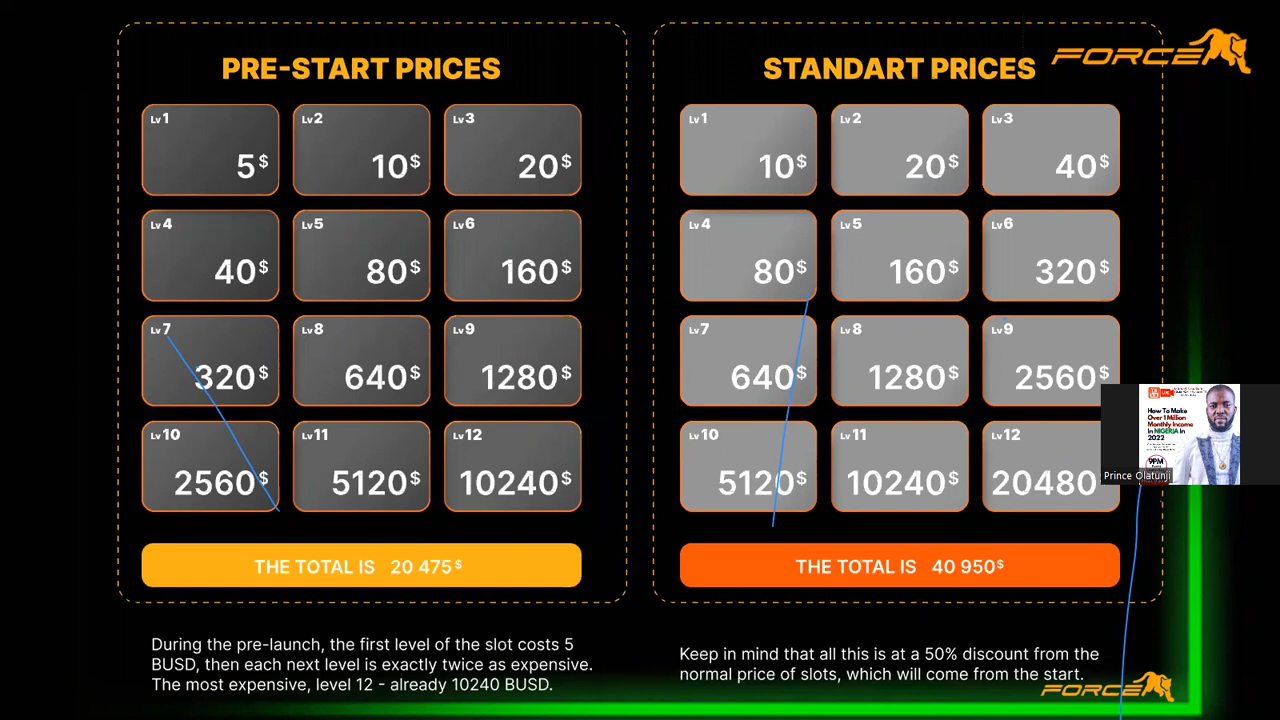 PRE-START PRICES
Lv1
5$
Lv2
10$
Lv3
20$
Lv4
40$
Lv5
80$
Lv6
160$
Lv7
320$
Lv8
640$
Lv9
1280$
Lv10
2560$
Lv11
5120$
Lv12
10240$
THE TOTAL IS 20 475$
During the pre-launch, the first level of the slot costs 5
BUSD, then each next level is exactly twice as expensive.
The most expensive, level 12 - already 10240 BUSD.
STANDART PRICES
FORCE
Lv1
10$
Lv2
20$
Lv3
40$
Lv4
80$
Lv5
160$
Lv6
320$
Lv7
640$
Lv8
1280$
Lv9
2560$
Lv10
5120$
Lv11
10240$
Lv12
20480
THE TOTAL IS 40 950$
Keep in mind that all this is at a 50% discount from the
normal price of slots, which will come from the start.
FORCE
How To Make
Over 1 Million
Monthly Income
In NIGERIA In
2022
9PM
Prince Olatunji